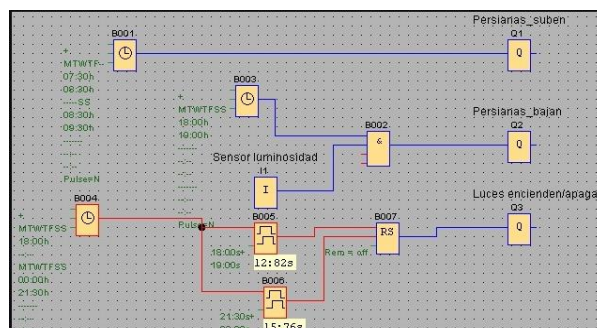 Persianas_suben
B001
Q1
Q
+
MTWTF--
07:30h
08:30h
-----SS
08:30h
09:30h
-------
--:--
--:--
Pulse=N
B003
+
MTWTFSS
18:00h
19:00h
-------
--:--
--:--
-------
--:--
--:--
Pulse=N
Persianas_bajan
B002
&
Q2
Q
Sensor luminosidad
I1
I
Luces encienden/apaga
Q3
Q
B004
+
MTWTFSS
18:00h
--:--
MTWTFSS
00:00h
21:30h
-------
--:--
B005
18:00s+
19:00s
12:82s
B007
RS
Rem = off
B006
21:30s+
15:76s